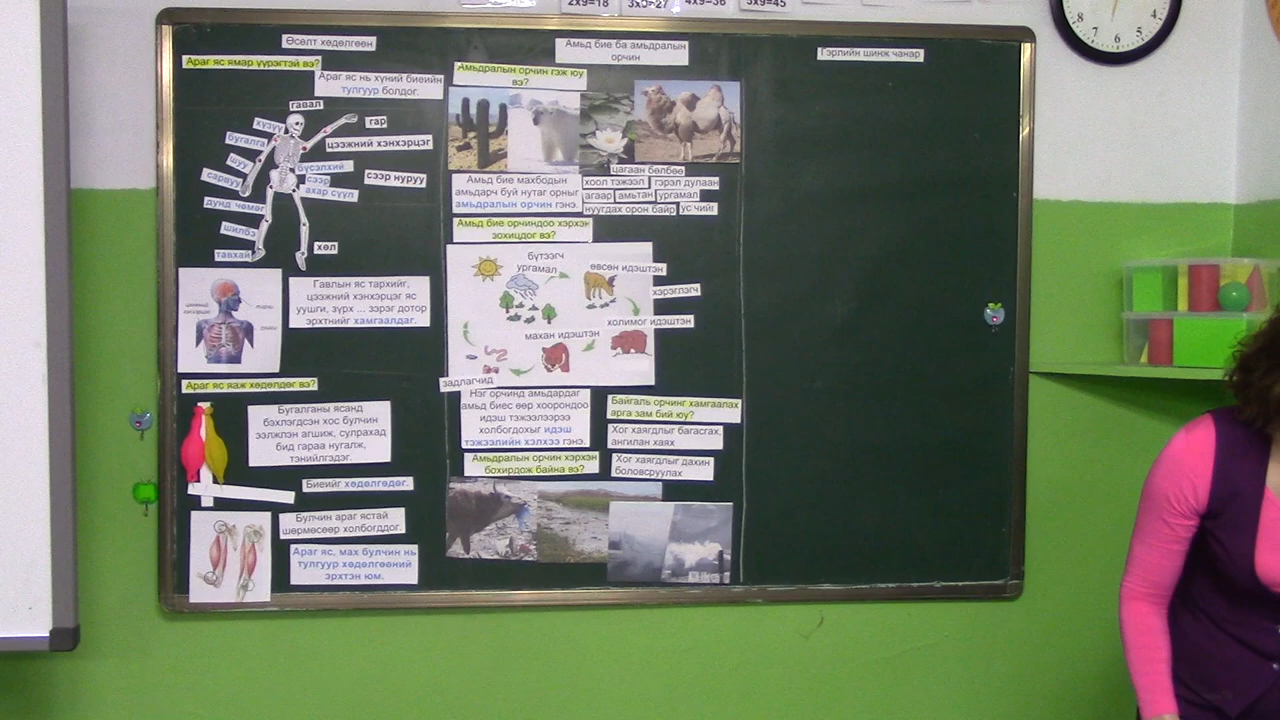 2x9=18
3x9=27
4x9=36
5x9=45
Өсөлт хөдөлгөөн
Араг яс ямар үүрэгтэй вэ?
Араг яс нь хүний биеийн
тулгуур болдог.
гавал
хүзүү
гар
бугалга
цээжний хэнхэрцэг
шуу
бүсэлхий
сээр
сээр нуруу
сарвуу
ахар сүүл
дунд чөмөг
шилбэ
хөл
тавхай
Гавлын яс тархийг,
цээжний хэнхэрцэг яс
уушги, зүрх ... зэрэг дотор
эрхтнийг хамгаалдаг.
Араг яс яаж хөдөлдөг вэ?
Бугалганы ясанд
бэхлэгдсэн хос булчин
ээлжлэн агшиж, сулрахад
бид гараа нугалж,
тэнийлгэдэг.
Биеийг хөдөлгөдөг.
Булчин араг ястай
шөрмөсөөр холбогддог.
Араг яс, мах булчин нь
тулгуур хөдөлгөөний
эрхтэн юм.
Амьд бие ба амьдралын
орчин
Амьдралын орчин гэж юу
вэ?
цагаан бөлбөө
Амьд бие махбодын
амьдарч буй нутаг орныг
амьдралын орчин гэнэ.
хоол тэжээл
гэрэл дулаан
агаар
амьтан
ургамал
нуугдах орон байр
ус чийг
Амьд бие орчиндоо хэрхэн
зохицдог вэ?
бүтээгч
ургамал
өвсөн идэштэн
хэрэглэгч
холимог идэштэн
махан идэштэн
задлагчид
Нэг орчинд амьдардаг
амьд биес өөр хоорондоо
идэш тэжээлээрээ
холбогдохыг идэш
тэжээлийн хэлхээ гэнэ.
Амьдралын орчин хэрхэн
бохирдож байна вэ?
Байгаль орчинг хамгаалах
арга зам бий юу?
Хог хаягдлыг багасгах,
ангилан хаях
Хог хаягдлыг дахин
боловсруулах
Гэрлийн шинж чанар
8
7
6
5
4